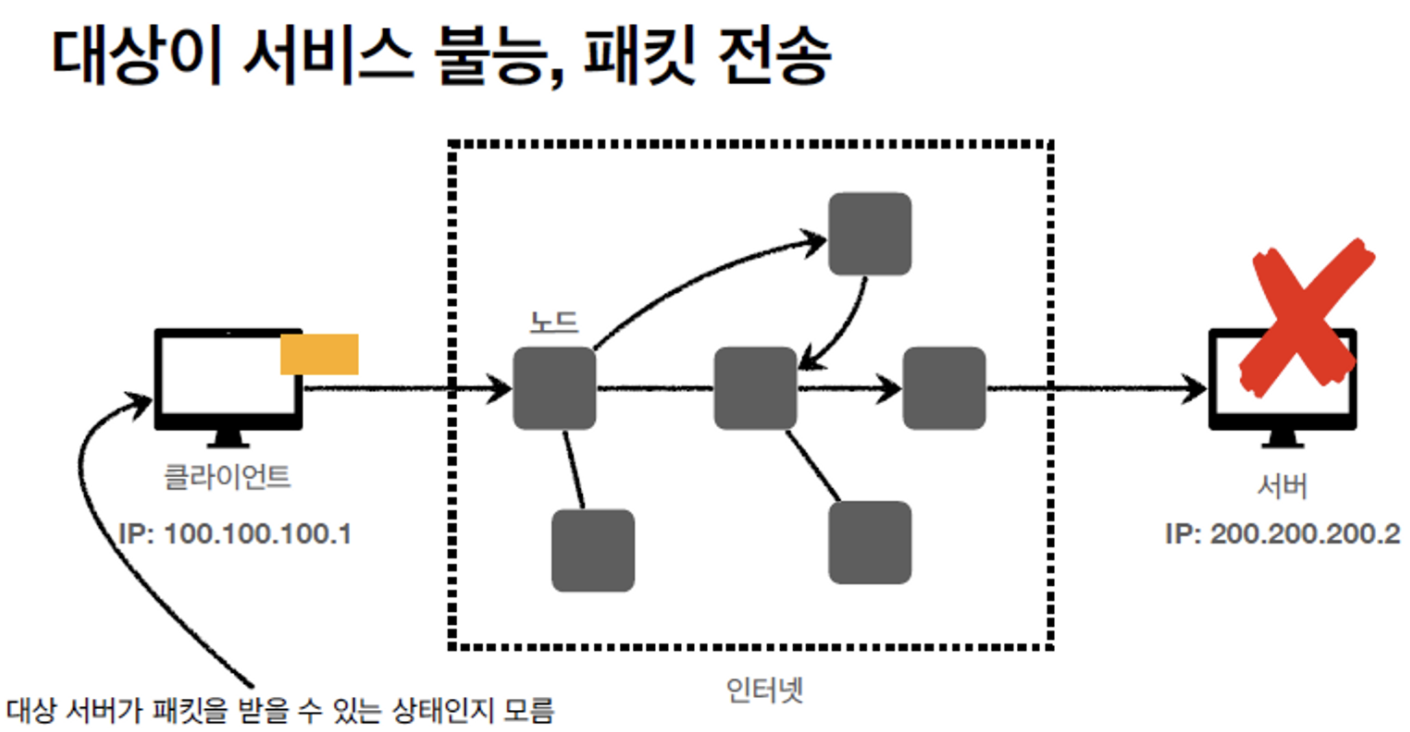 대상이 서비스 불능, 패킷 전송
노드
클라이언트
IP: 100.100.100.1
서버
IP: 200.200.200.2
인터넷
대상 서버가 패킷을 받을 수 있는 상태인지 모름